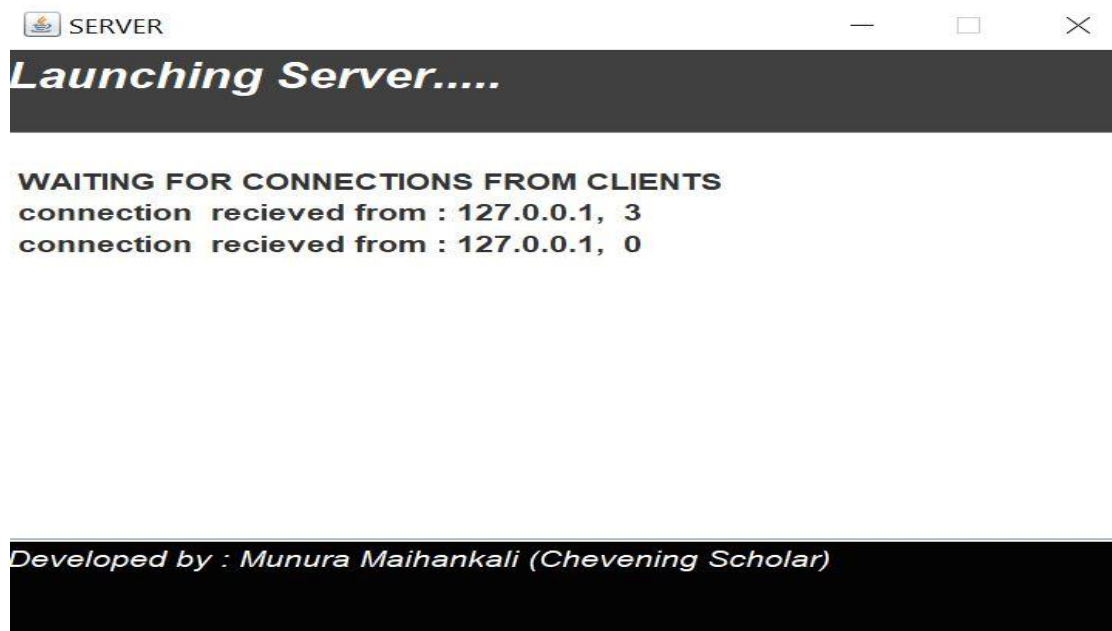 SERVER
Launching Server.....
WAITING FOR CONNECTIONS FROM CLIENTS
connection  recieved from : 127.0.0.1,  3
connection  recieved from : 127.0.0.1,  0
Developed by : Munura Maihankali (Chevening Scholar)